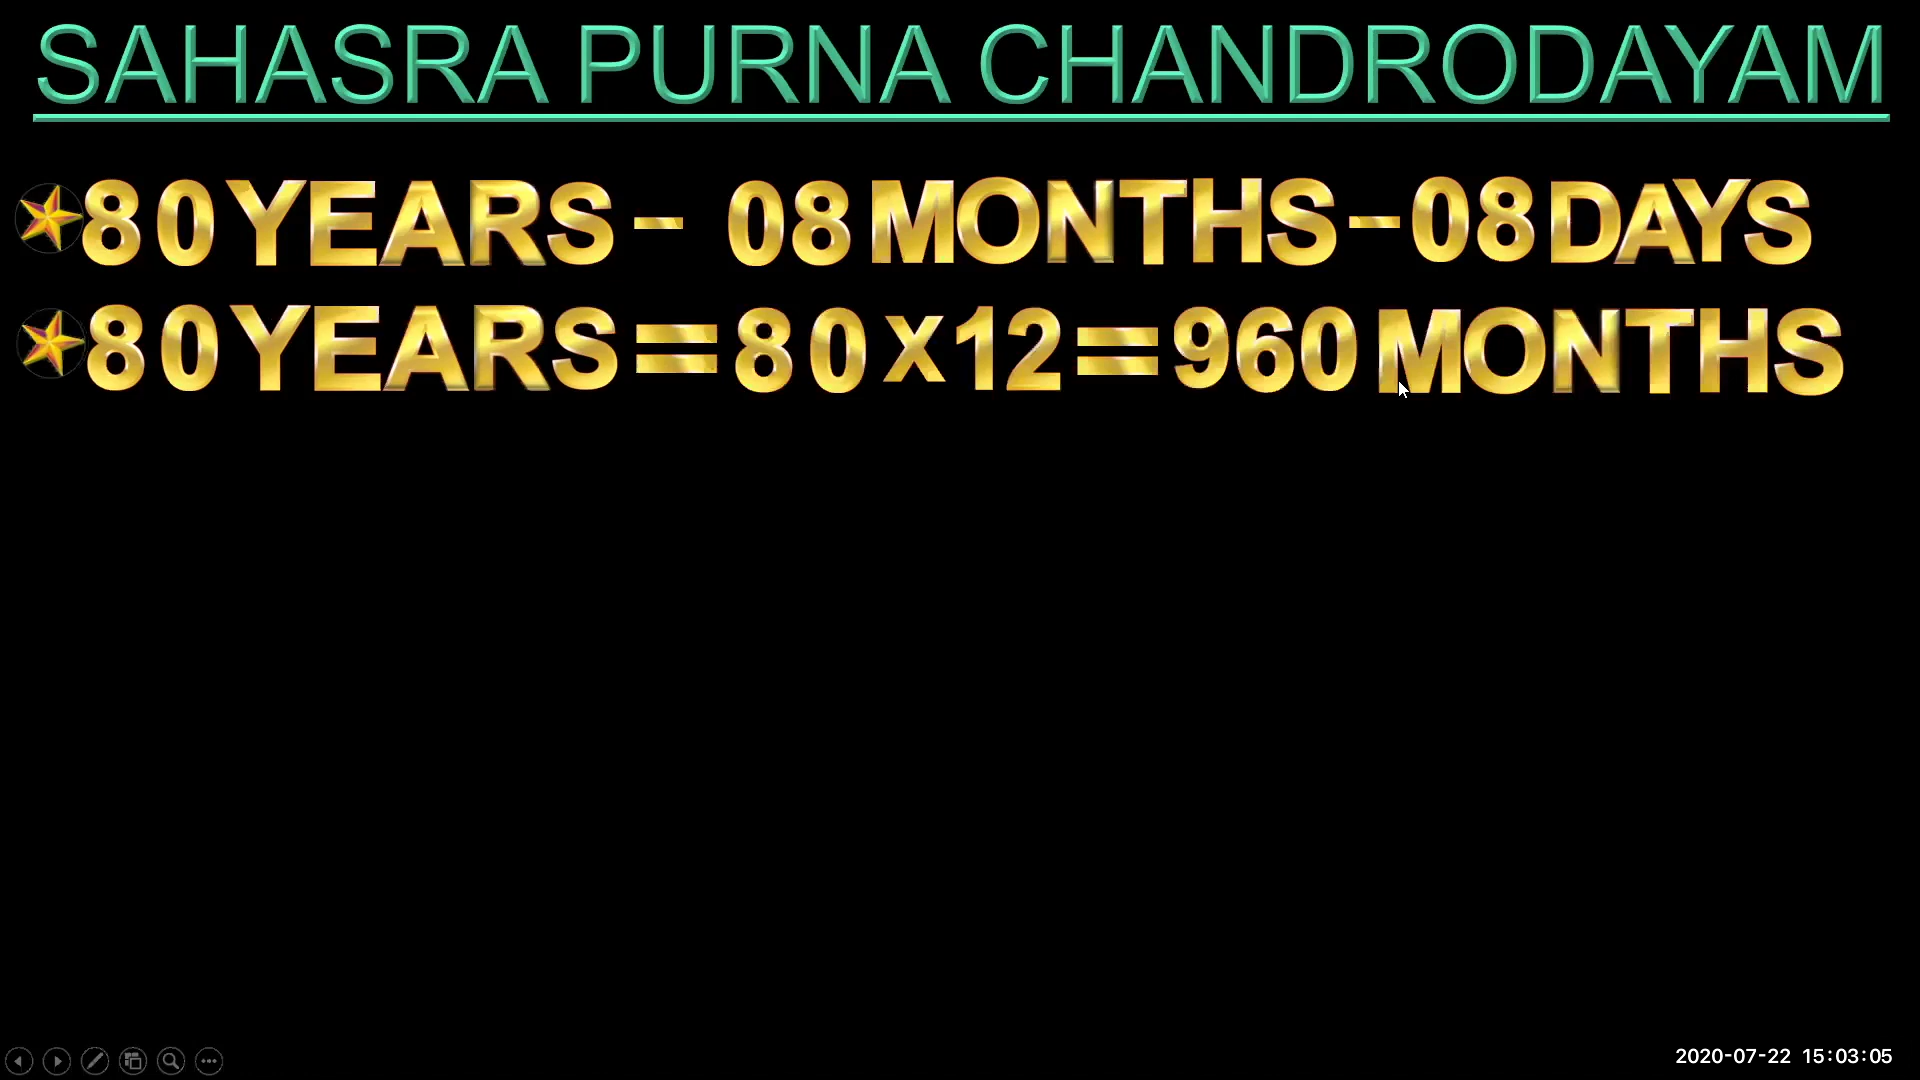 SAHASRA PURNA CHANDRODAYAM
80 YEARS - 08 MONTHS-08 DAYS
80 YEARS=80 X12=960 MONTHS
2020-07-22 15:03:05